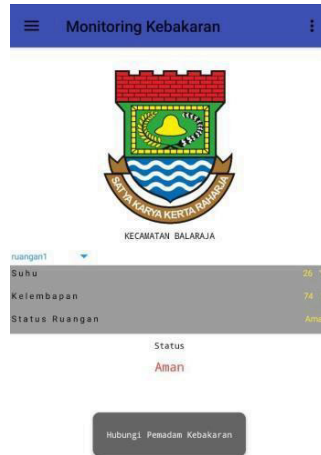 Monitoring Kebakaran
SATYA KARYA KERTA RAHARJA
KECAMATAN BALARAJA
ruangan1
Suhu 26
Kelembapan 74
Status Ruangan
Status
Aman
Hubungi Pemadam Kebakaran